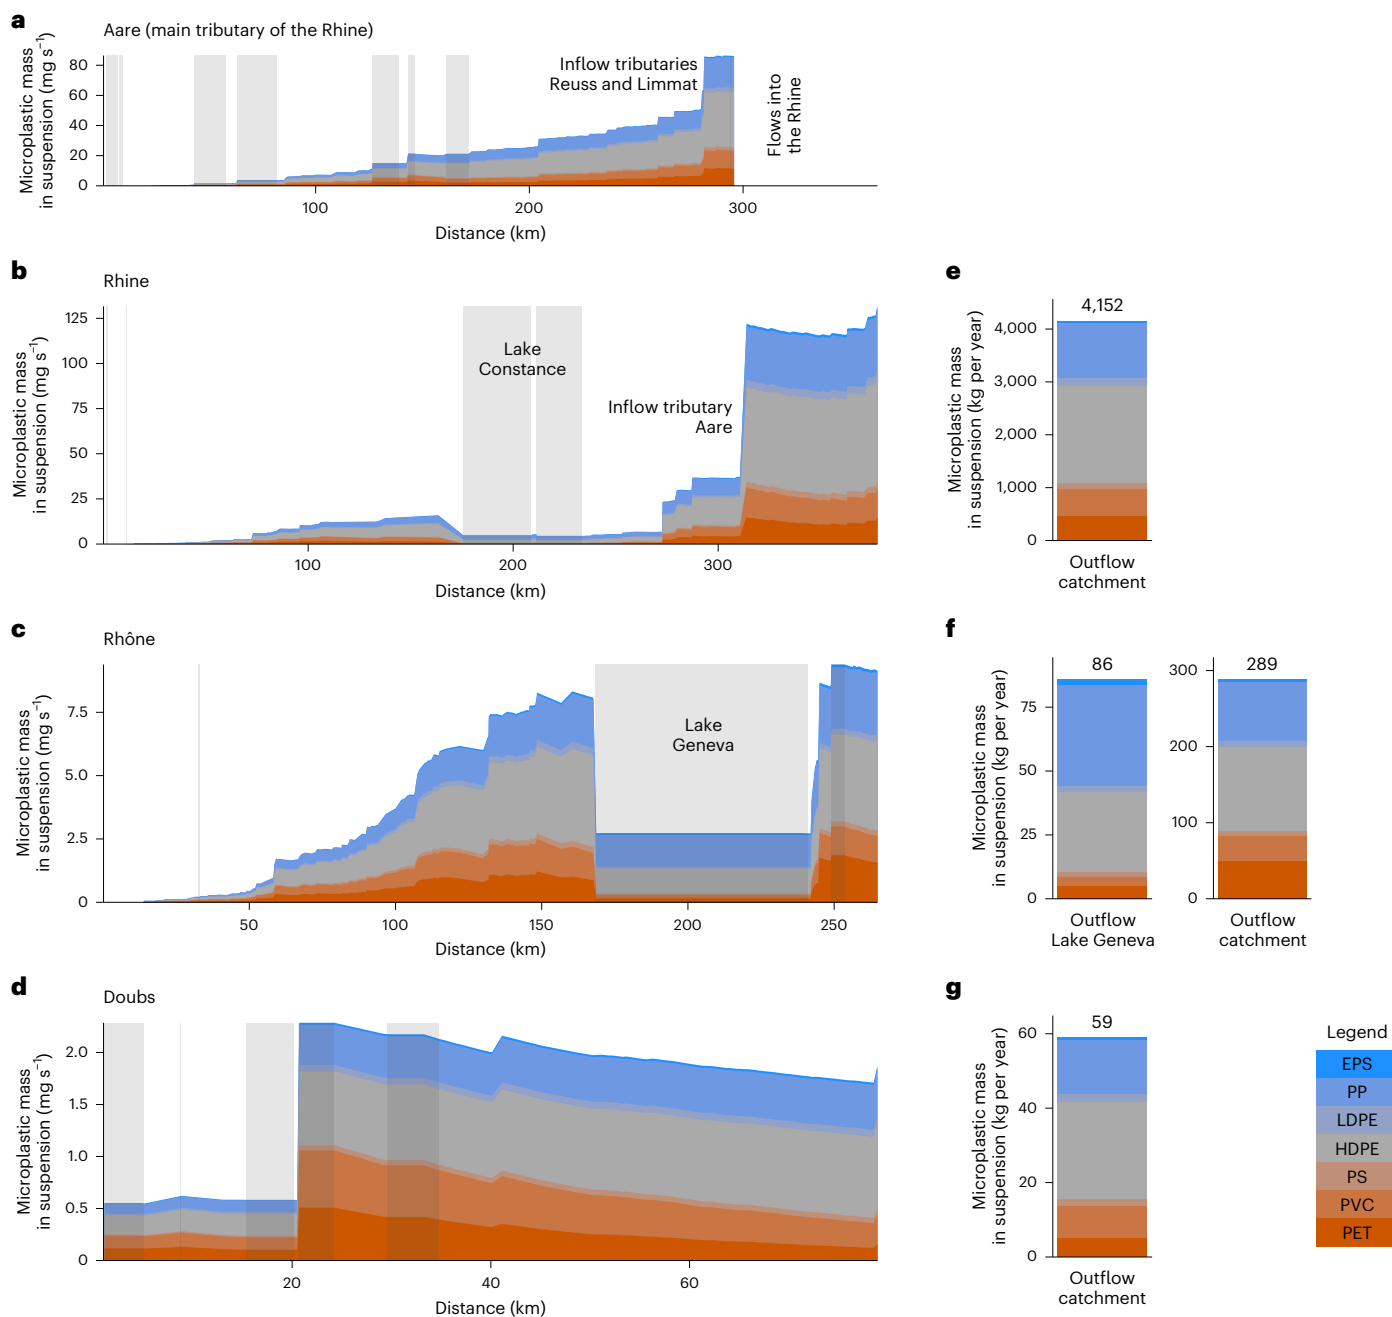 a
Aare (main tributary of the Rhine)
Microplastic mass
in suspension (mg s⁻¹)
80
60
40
20
0
Inflow tributaries
Reuss and Limmat
Flows into
the Rhine
100
200
300
Distance (km)
b
Rhine
Microplastic mass
in suspension (mg s⁻¹)
125
100
75
50
25
0
Lake
Constance
Inflow tributary
Aare
100
200
300
Distance (km)
e
4,152
Microplastic mass
in suspension (kg per year)
4,000
3,000
2,000
1,000
0
Outflow
catchment
c
Rhône
Microplastic mass
in suspension (mg s⁻¹)
7.5
5.0
2.5
0
Lake
Geneva
50
100
150
200
250
Distance (km)
f
86
Microplastic mass
in suspension (kg per year)
75
50
25
0
Outflow
Lake Geneva
289
300
200
100
0
Outflow
catchment
d
Doubs
Microplastic mass
in suspension (mg s⁻¹)
2.0
1.5
1.0
0.5
0
20
40
60
Distance (km)
g
59
Microplastic mass
in suspension (kg per year)
60
40
20
0
Outflow
catchment
Legend
EPS
PP
LDPE
HDPE
PS
PVC
PET